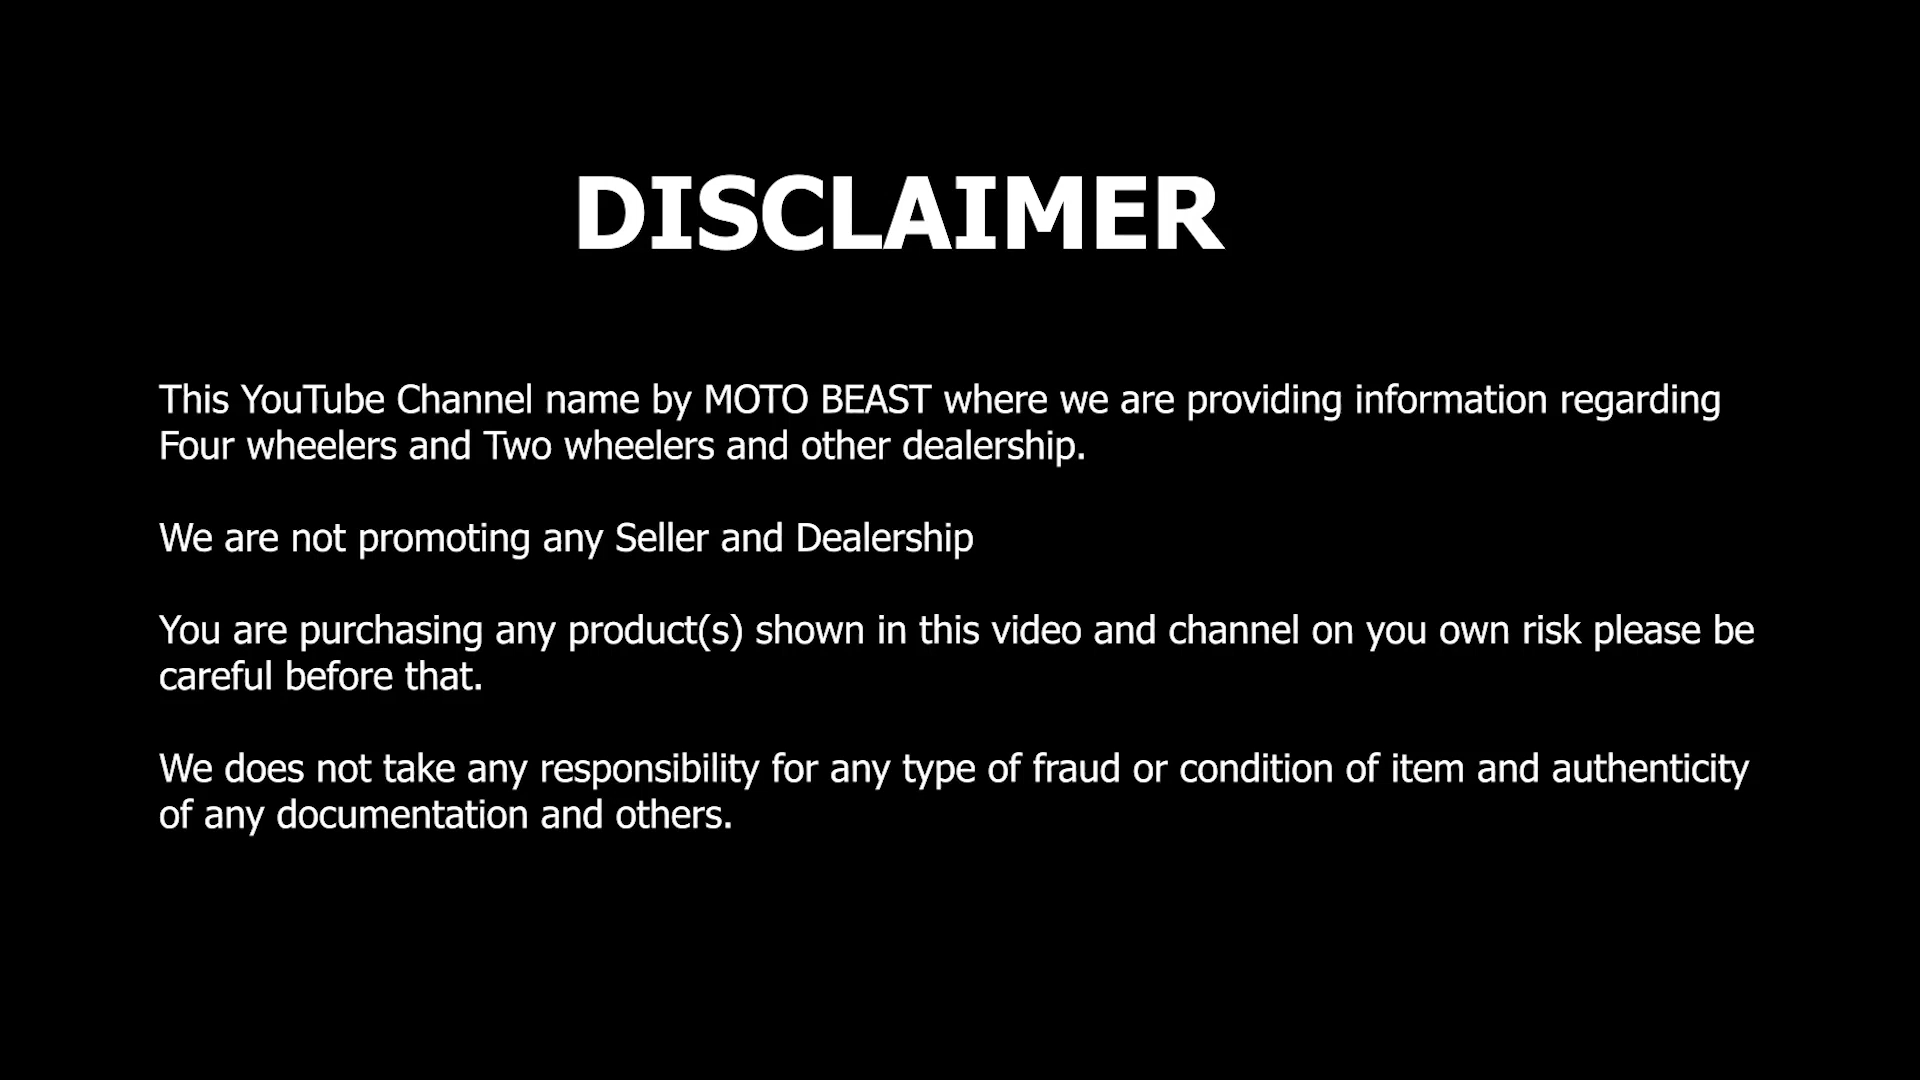 DISCLAIMER
This YouTube Channel name by MOTO BEAST where we are providing information regarding
Four wheelers and Two wheelers and other dealership.
We are not promoting any Seller and Dealership
You are purchasing any product(s) shown in this video and channel on you own risk please be
careful before that.
We does not take any responsibility for any type of fraud or condition of item and authenticity
of any documentation and others.